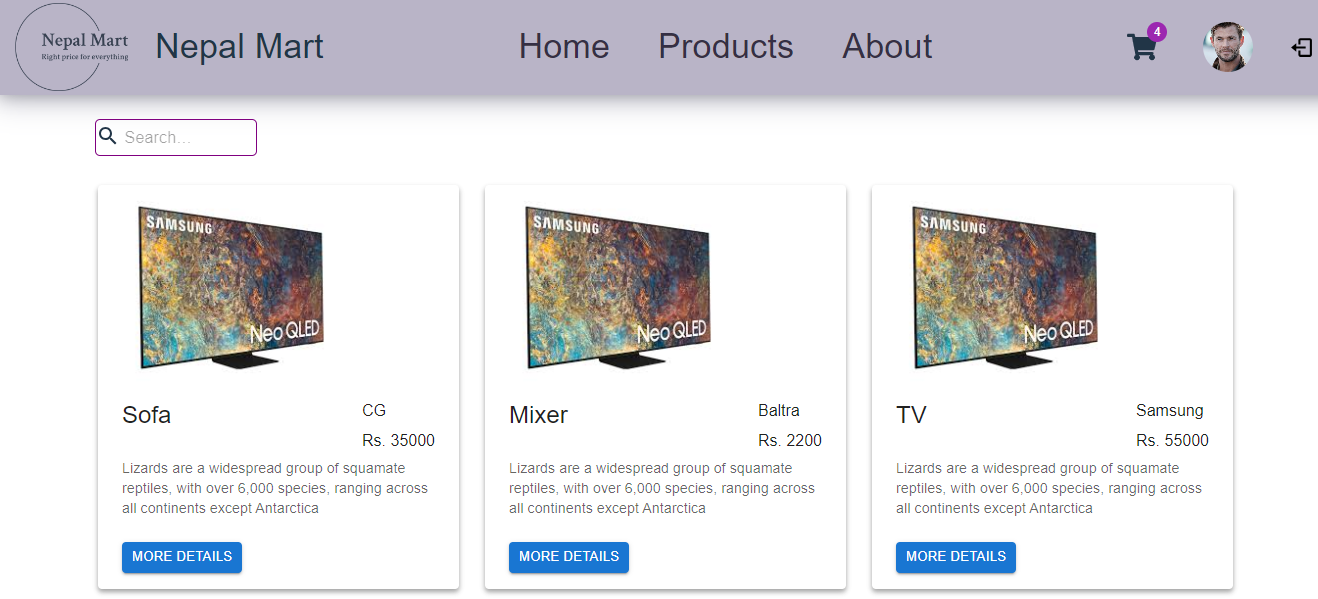 Nepal Mart
Right price for everything
Nepal Mart
Home
Products
About
4
Search...
SAMSUNG
Neo QLED
Sofa
CG
Rs. 35000
Lizards are a widespread group of squamate
reptiles, with over 6,000 species, ranging across
all continents except Antarctica
MORE DETAILS
SAMSUNG
Neo QLED
Mixer
Baltra
Rs. 2200
Lizards are a widespread group of squamate
reptiles, with over 6,000 species, ranging across
all continents except Antarctica
MORE DETAILS
SAMSUNG
Neo QLED
TV
Samsung
Rs. 55000
Lizards are a widespread group of squamate
reptiles, with over 6,000 species, ranging across
all continents except Antarctica
MORE DETAILS